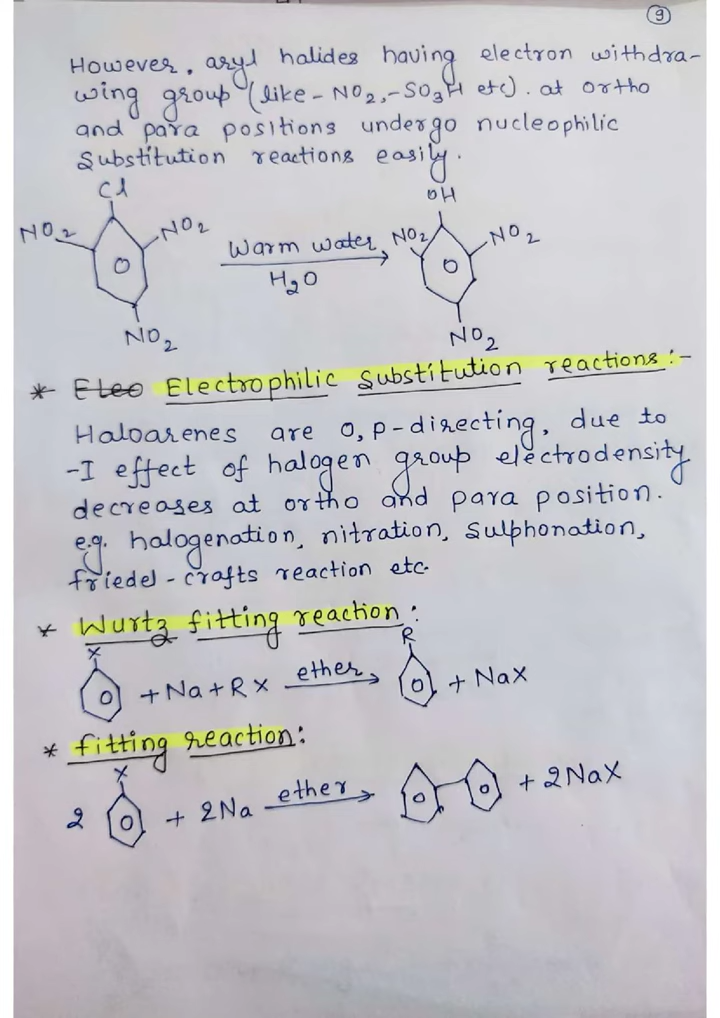 9
However, aryl halides having electron withdra-
wing group (like - NO2, -SO3H etc). at ortho
and para positions undergo nucleophilic
Substitution reactions easily.
Cl OH
NO2 NO2 Warm water NO2 NO2
H2O
NO2 NO2
* Elec Electrophilic Substitution reactions :-
Haloarenes are o, p-directing, due to
-I effect of halogen group electrodensity
decreases at ortho and para position.
e.g. halogenation, nitration, Sulphonation,
friedel - crafts reaction etc.
* Wurtz fitting reaction :
X R
+ Na + R X ether + NaX
* fitting reaction:
X
2 + 2Na ether + 2NaX